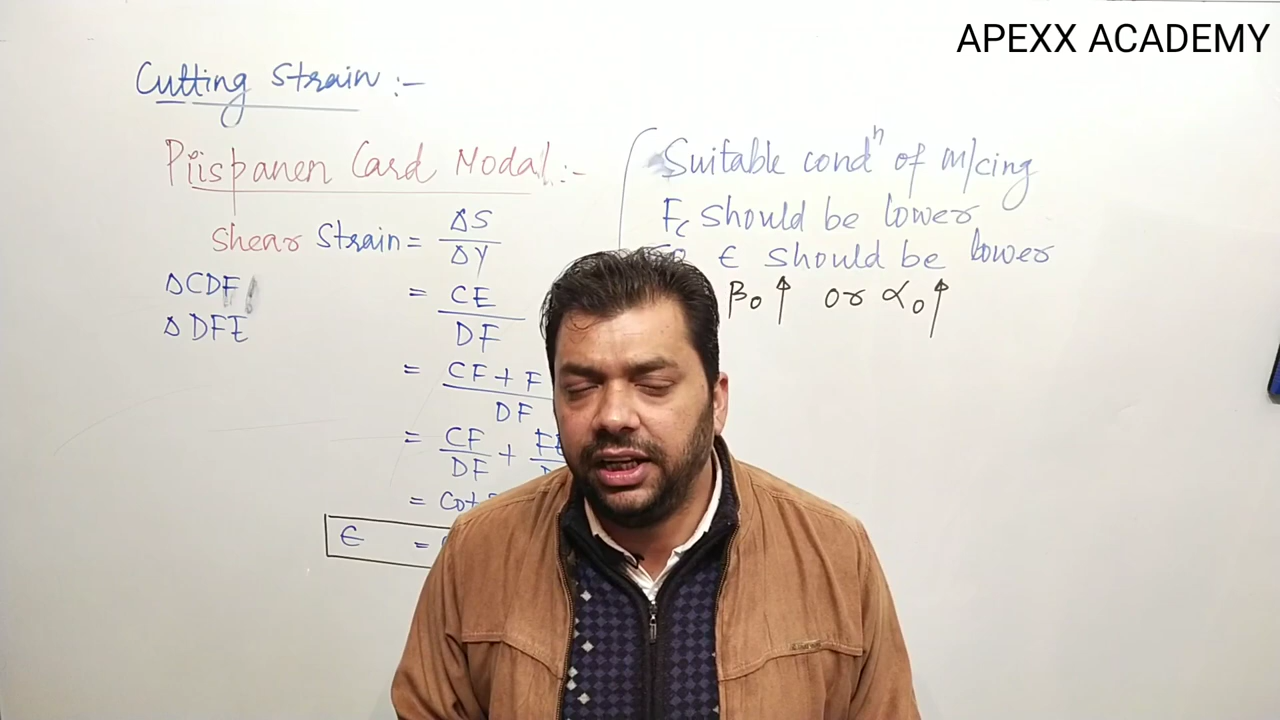 APEXX ACADEMY
Cutting Strain :-
Piispanen Card Modal :-
Shear Strain = ΔS / ΔY
ΔCDF
ΔDFE
= CE / DF
= CF + F / DF
= CF / DF + FE
= Cot
ε =
Suitable condⁿ of m/cing
Fc should be lower
ε should be lower
β₀ ↑ or α₀ ↑